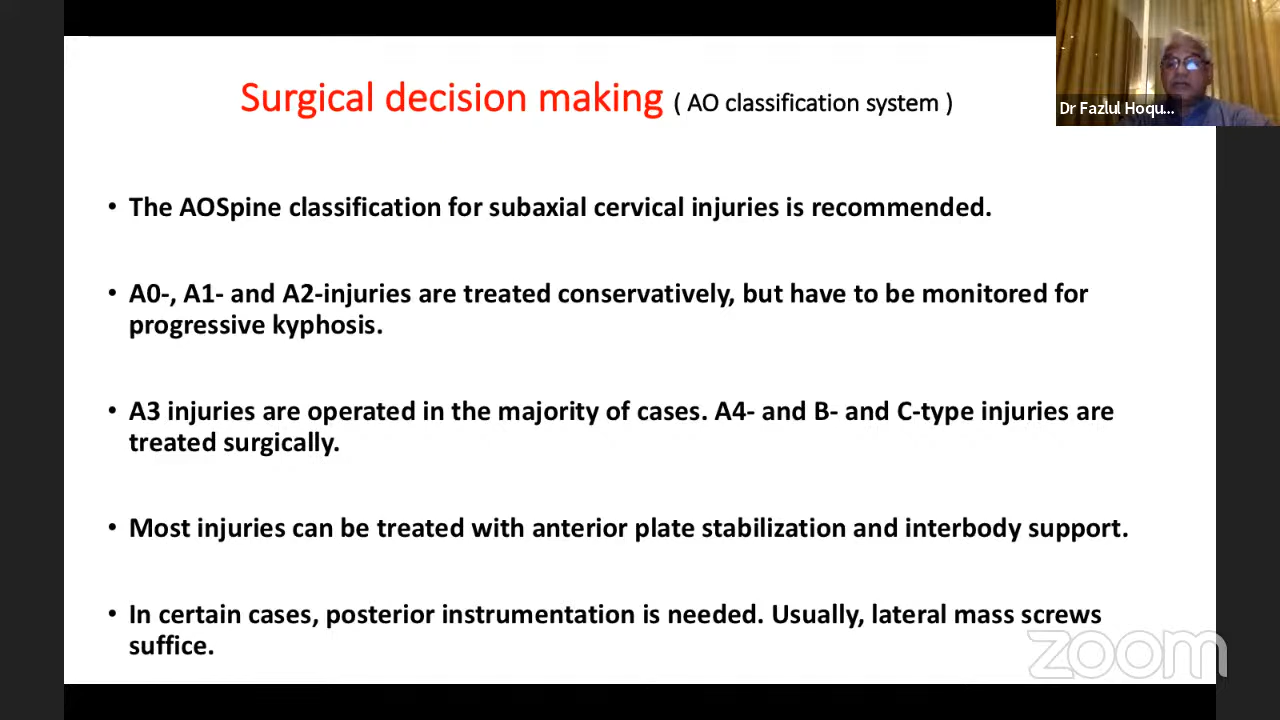 Surgical decision making ( AO classification system )
Dr Fazlul Hoqu...
• The AOSpine classification for subaxial cervical injuries is recommended.
• A0-, A1- and A2-injuries are treated conservatively, but have to be monitored for
progressive kyphosis.
• A3 injuries are operated in the majority of cases. A4- and B- and C-type injuries are
treated surgically.
• Most injuries can be treated with anterior plate stabilization and interbody support.
• In certain cases, posterior instrumentation is needed. Usually, lateral mass screws
suffice.
zoom